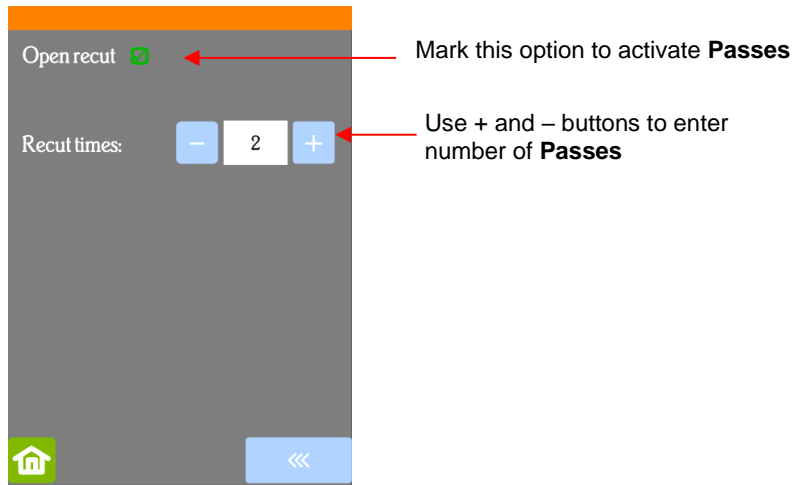 Open recut
Mark this option to activate Passes
Recut times:
− 2 +
Use + and – buttons to enter
number of Passes